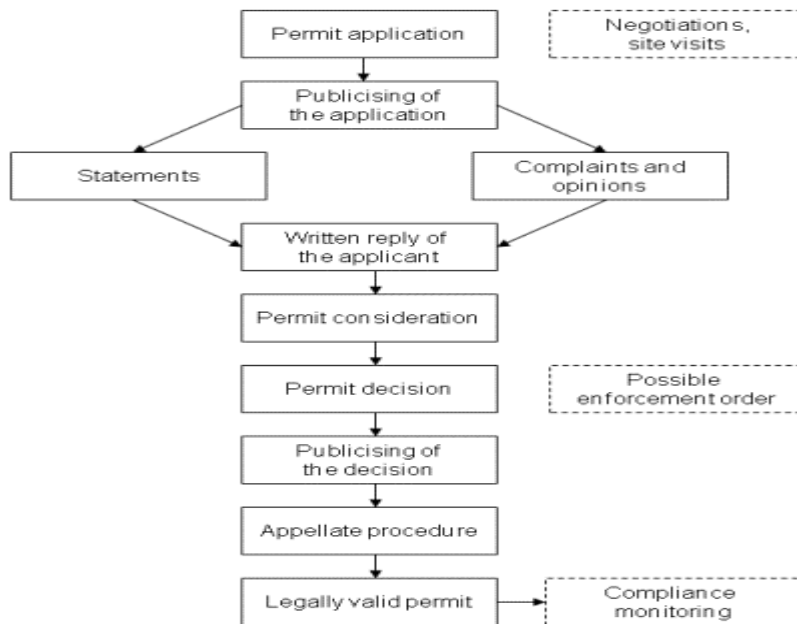 Permit application
Negotiations,
site visits
Publicising of
the application
Statements
Complaints and
opinions
Written reply of
the applicant
Permit consideration
Permit decision
Possible
enforcement order
Publicising of
the decision
Appellate procedure
Legally valid permit
Compliance
monitoring